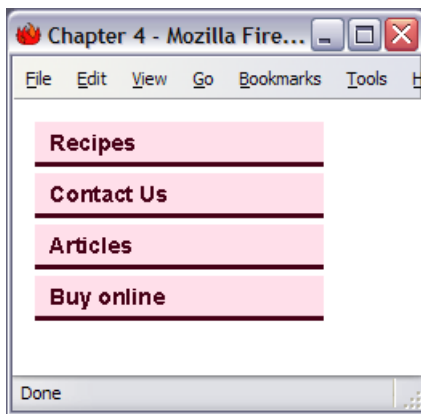 Chapter 4 - Mozilla Fire...
File Edit View Go Bookmarks Tools H
Recipes
Contact Us
Articles
Buy online
Done